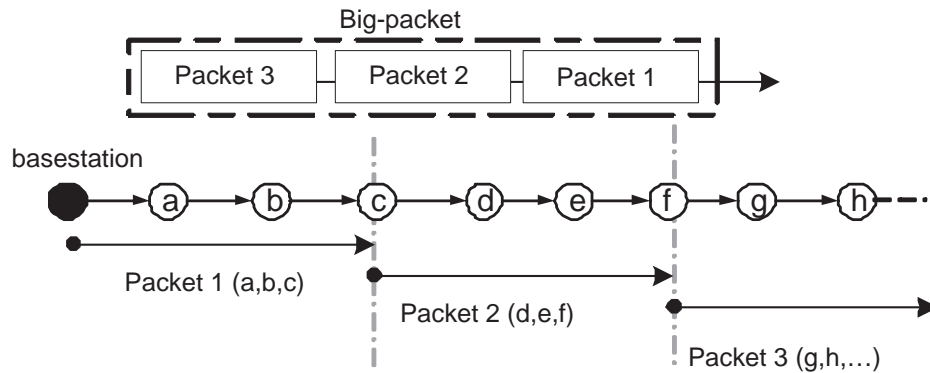 Big-packet
Packet 3 Packet 2 Packet 1
basestation
a b c d e f g h
Packet 1 (a,b,c)
Packet 2 (d,e,f)
Packet 3 (g,h,…)